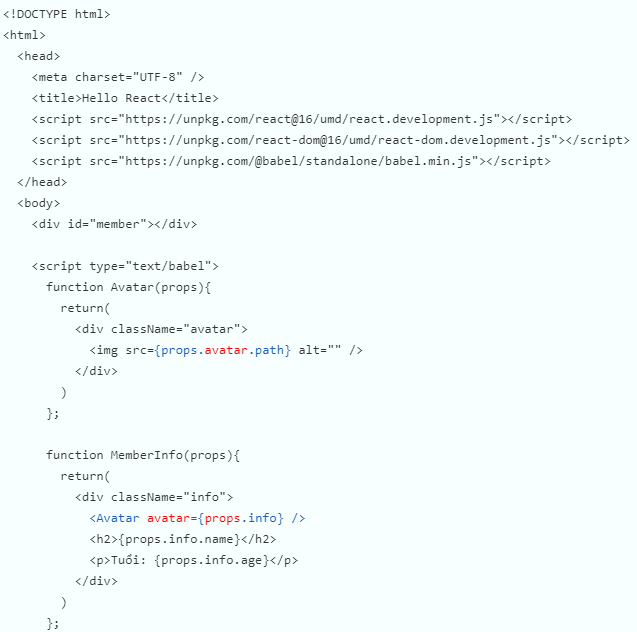 <!DOCTYPE html>
<html>
<head>
<meta charset="UTF-8" />
<title>Hello React</title>
<script src="https://unpkg.com/react@16/umd/react.development.js"></script>
<script src="https://unpkg.com/react-dom@16/umd/react-dom.development.js"></script>
<script src="https://unpkg.com/@babel/standalone/babel.min.js"></script>
</head>
<body>
<div id="member"></div>
<script type="text/babel">
function Avatar(props){
return(
<div className="avatar">
<img src={props.avatar.path} alt="" />
</div>
)
};
function MemberInfo(props){
return(
<div className="info">
<Avatar avatar={props.info} />
<h2>{props.info.name}</h2>
<p>Tuổi: {props.info.age}</p>
</div>
)
};